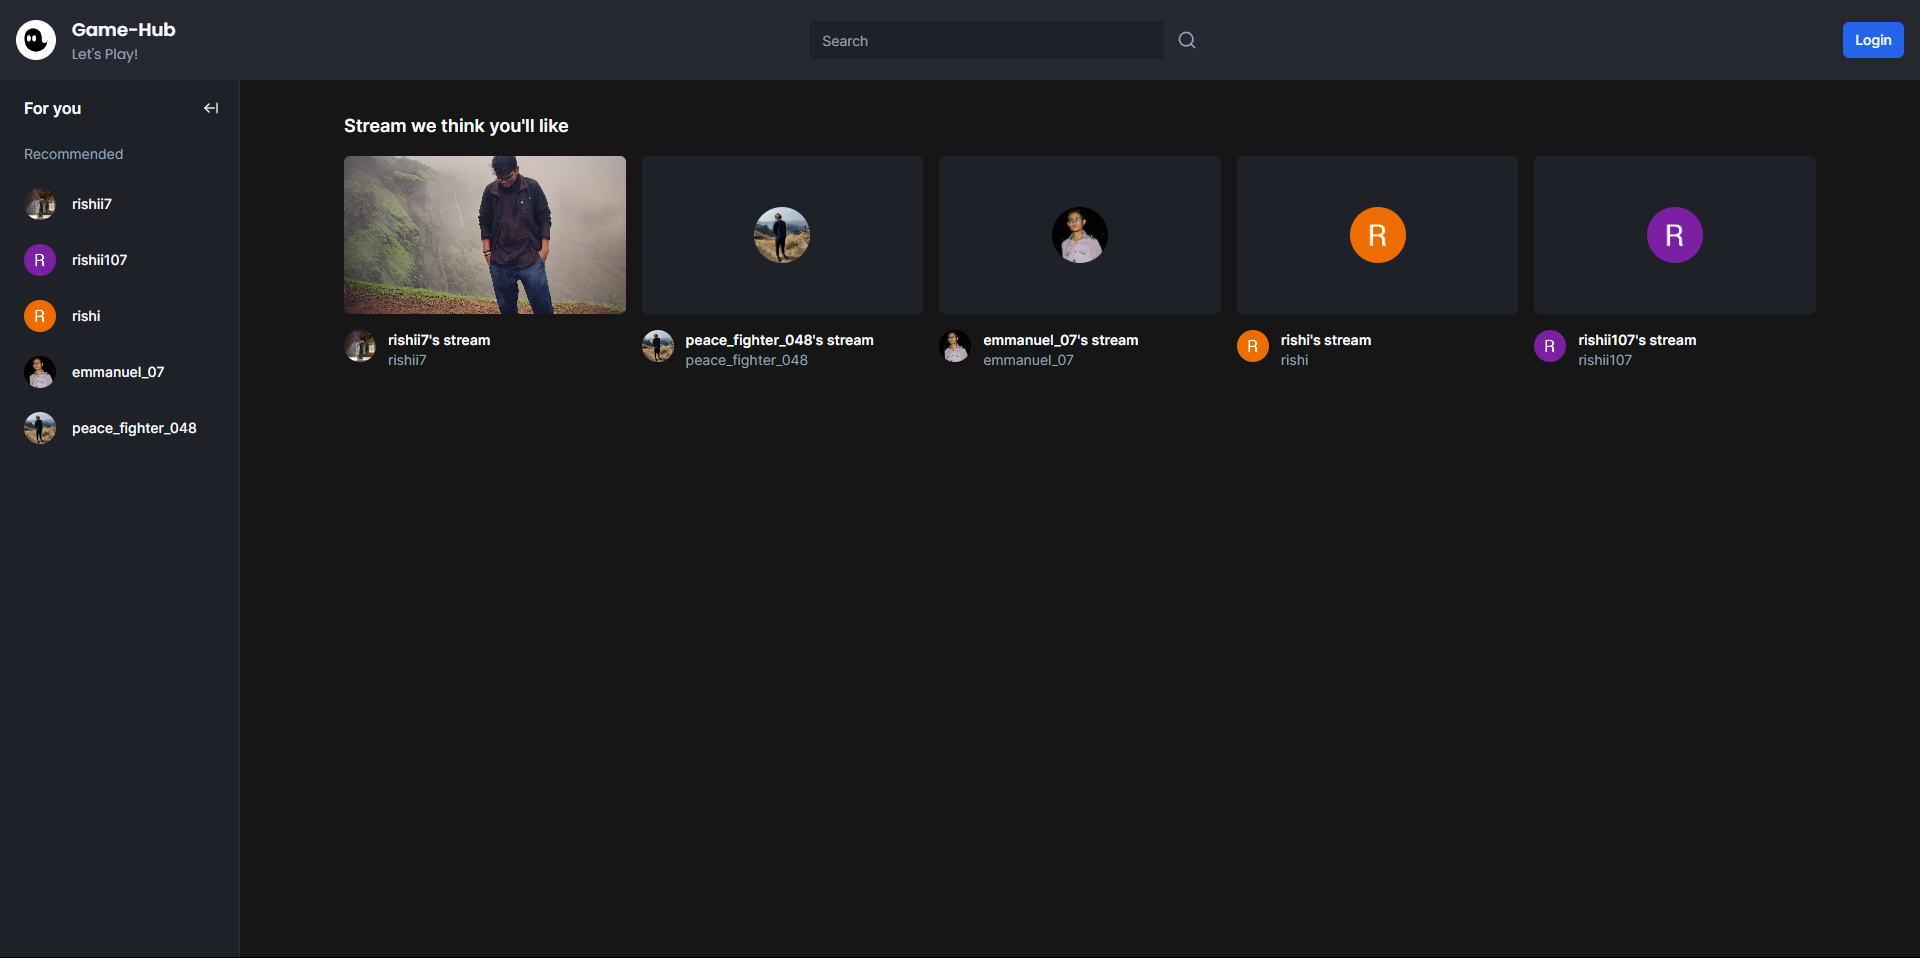 Game-Hub
Let's Play!
Search
Login
For you
Recommended
rishii7
R
rishii107
R
rishi
emmanuel_07
peace_fighter_048
Stream we think you'll like
R
R
rishii7's stream
rishii7
peace_fighter_048's stream
peace_fighter_048
emmanuel_07's stream
emmanuel_07
R
rishi's stream
rishi
R
rishii107's stream
rishii107